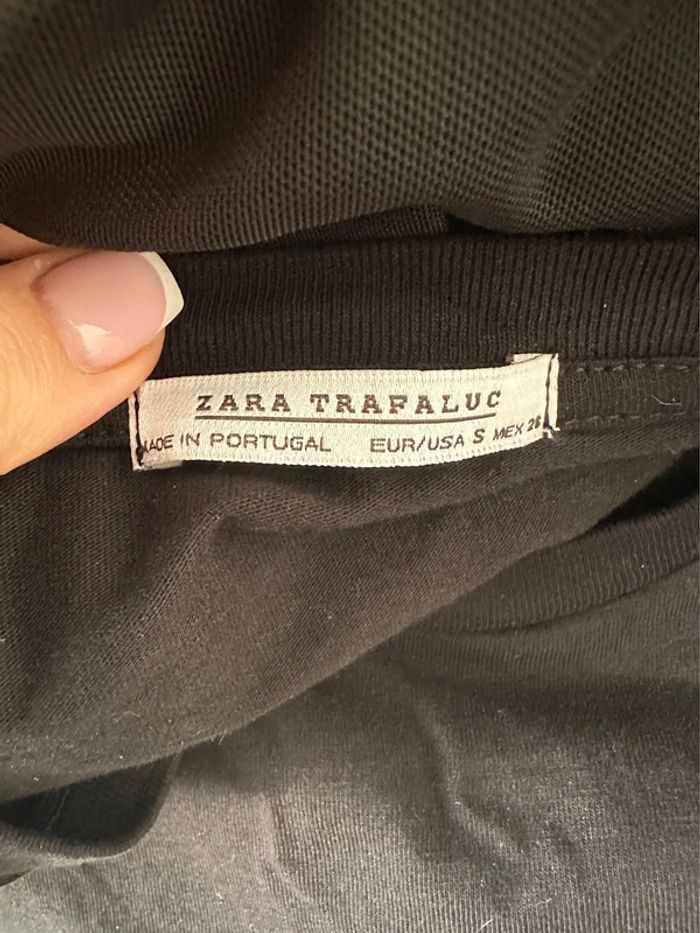 ZARA TRAFALUC
MADE IN PORTUGAL EUR/USA S MEX 26